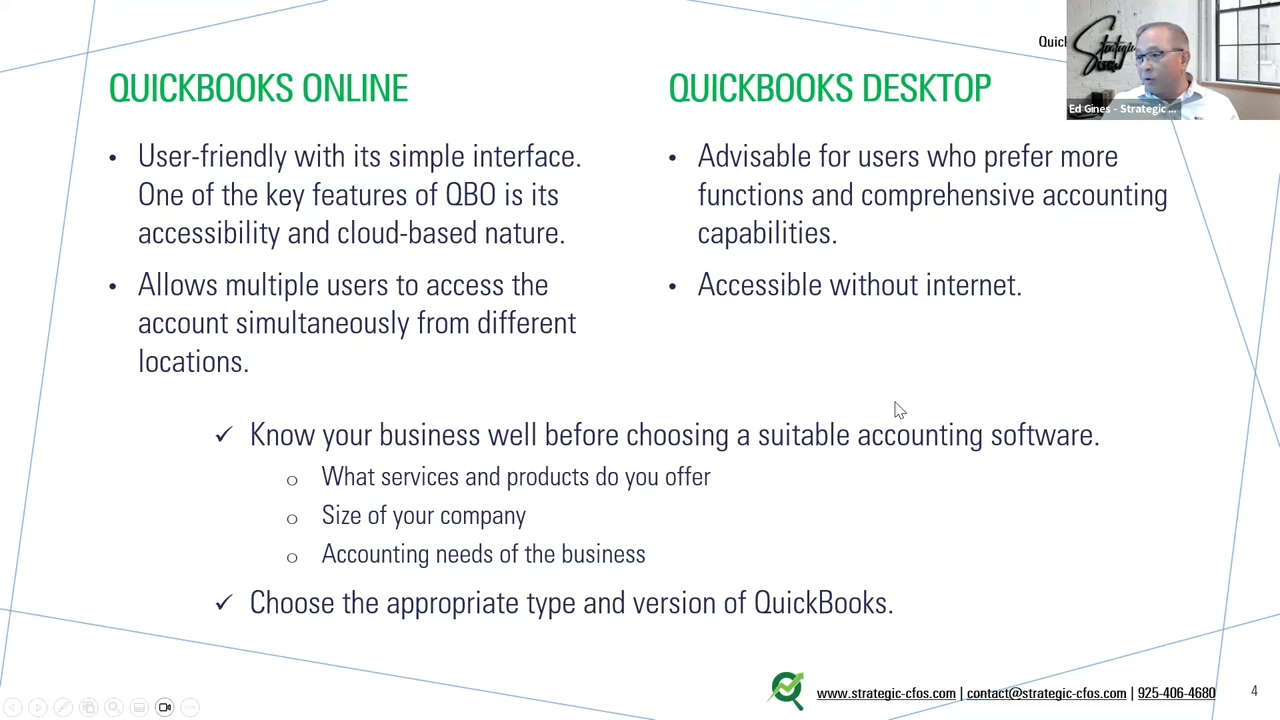 Quick
Strategic
Ed Gines - Strategic ...
QUICKBOOKS ONLINE
• User-friendly with its simple interface.
One of the key features of QBO is its
accessibility and cloud-based nature.
• Allows multiple users to access the
account simultaneously from different
locations.
QUICKBOOKS DESKTOP
• Advisable for users who prefer more
functions and comprehensive accounting
capabilities.
• Accessible without internet.
✓ Know your business well before choosing a suitable accounting software.
o What services and products do you offer
o Size of your company
o Accounting needs of the business
✓ Choose the appropriate type and version of QuickBooks.
www.strategic-cfos.com | contact@strategic-cfos.com | 925-406-4680
4